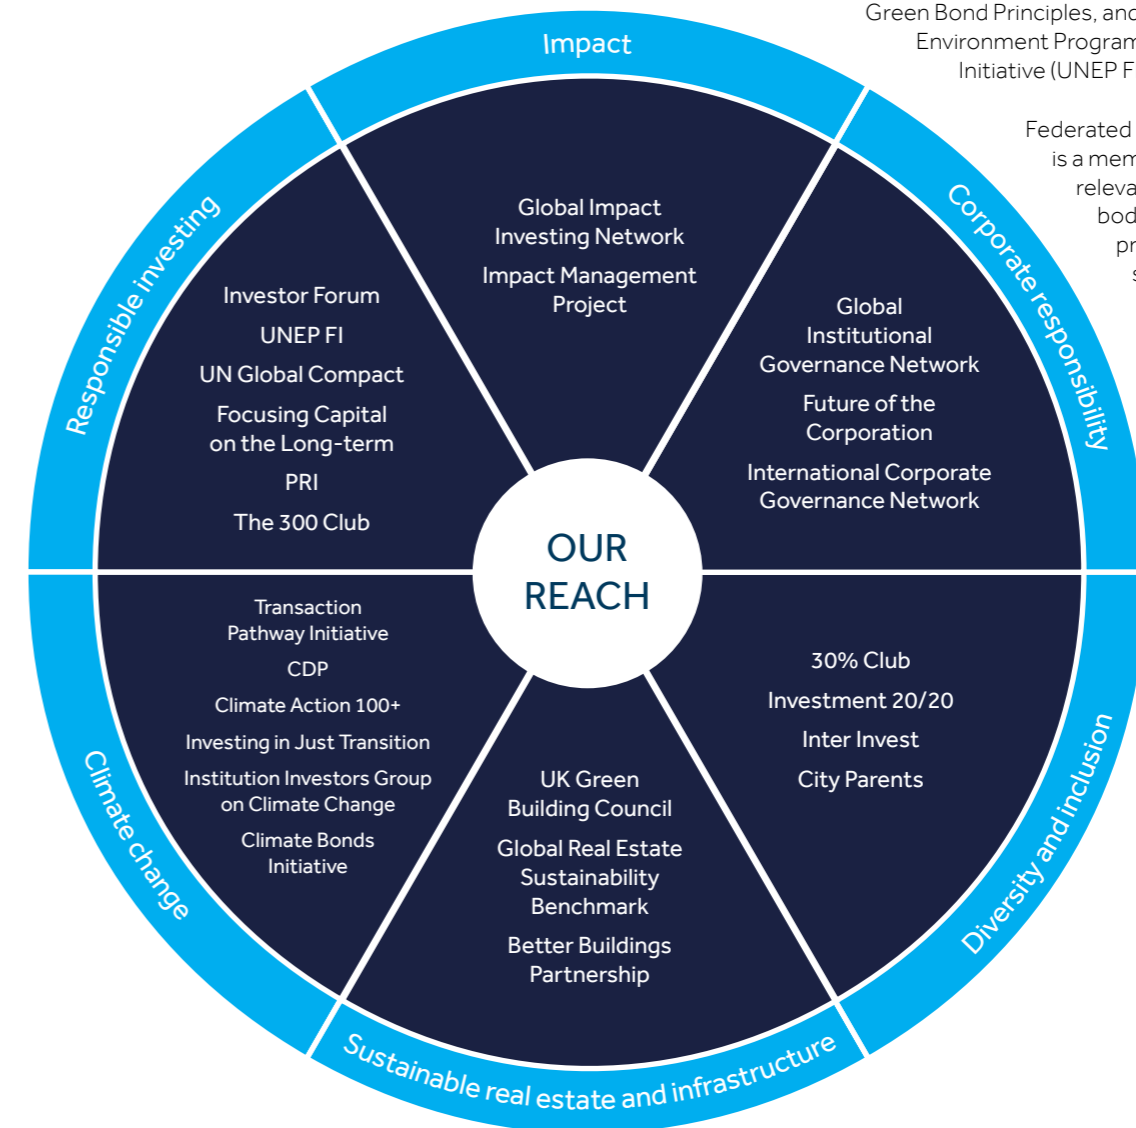 Green Bond Principles, and
Environment Program
Initiative (UNEP F
Federated
is a mem
releva
bod
pr
s
Impact
Global Impact
Investing Network
Impact Management
Project
Corporate responsibility
Global
Institutional
Governance Network
Future of the
Corporation
International Corporate
Governance Network
Diversity and inclusion
30% Club
Investment 20/20
Inter Invest
City Parents
Sustainable real estate and infrastructure
UK Green
Building Council
Global Real Estate
Sustainability
Benchmark
Better Buildings
Partnership
Climate change
Transaction
Pathway Initiative
CDP
Climate Action 100+
Investing in Just Transition
Institution Investors Group
on Climate Change
Climate Bonds
Initiative
Responsible investing
Investor Forum
UNEP FI
UN Global Compact
Focusing Capital
on the Long-term
PRI
The 300 Club
OUR
REACH